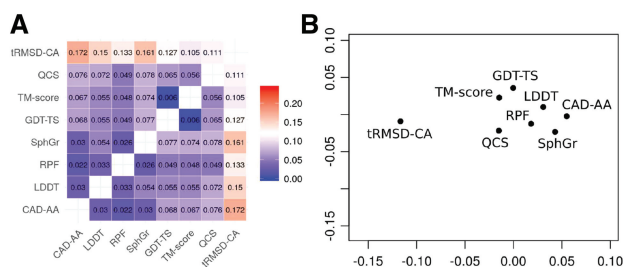 A
tRMSD-CA 0.172 0.15 0.133 0.161 0.127 0.105 0.111
QCS 0.076 0.072 0.049 0.078 0.065 0.056 0.111
TM-score 0.067 0.055 0.048 0.074 0.006 0.056 0.105
GDT-TS 0.068 0.055 0.049 0.077 0.006 0.065 0.127
SphGr 0.03 0.054 0.026 0.077 0.074 0.078 0.161
RPF 0.022 0.033 0.026 0.049 0.048 0.049 0.133
LDDT 0.03 0.033 0.054 0.055 0.055 0.072 0.15
CAD-AA 0.03 0.022 0.03 0.068 0.067 0.076 0.172
CAD-AA LDDT RPF SphGr GDT-TS TM-score QCS tRMSD-CA
0.20
0.15
0.10
0.05
0.00
B
0.10
0.05
-0.05
-0.15
GDT-TS
TM-score
LDDT
CAD-AA
RPF
tRMSD-CA
QCS
SphGr
-0.15 -0.10 -0.05 0.00 0.05 0.10